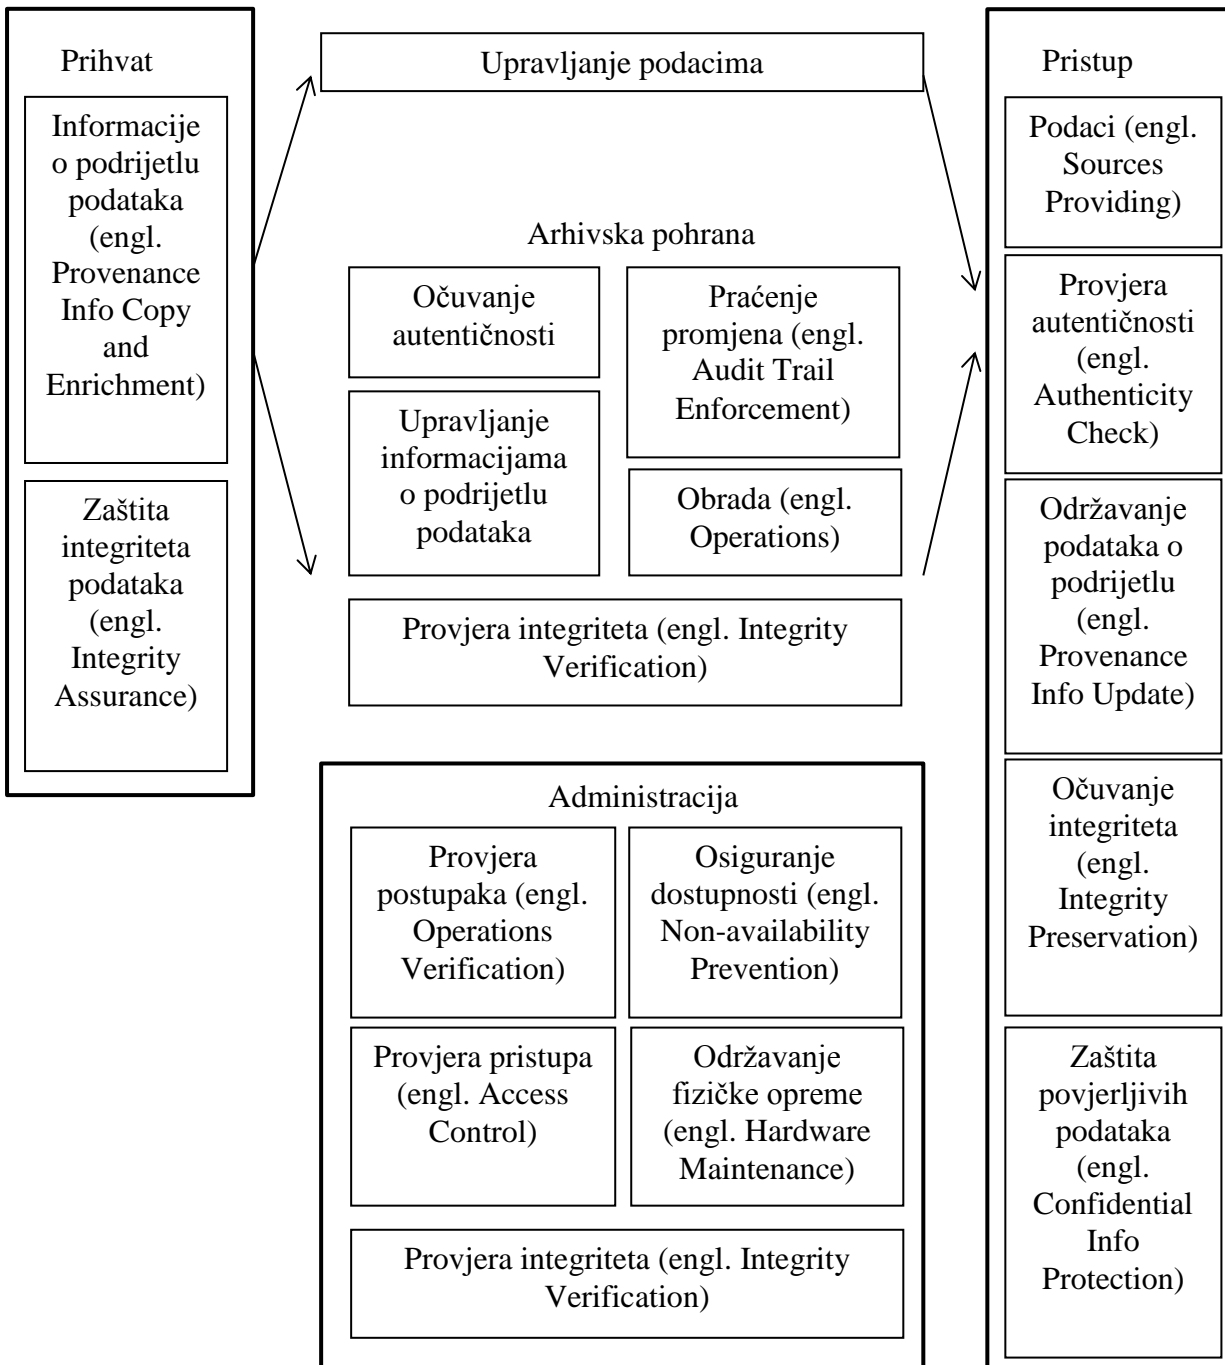 Prihvat
Informacije
o podrijetlu
podataka
(engl.
Provenance
Info Copy
and
Enrichment)
Zaštita
integriteta
podataka
(engl.
Integrity
Assurance)
Upravljanje podacima
Arhivska pohrana
Očuvanje
autentičnosti
Praćenje
promjena (engl.
Audit Trail
Enforcement)
Upravljanje
informacijama
o podrijetlu
podataka
Obrada (engl.
Operations)
Provjera integriteta (engl. Integrity
Verification)
Administracija
Provjera
postupaka (engl.
Operations
Verification)
Osiguranje
dostupnosti (engl.
Non-availability
Prevention)
Provjera pristupa
(engl. Access
Control)
Održavanje
fizičke opreme
(engl. Hardware
Maintenance)
Provjera integriteta (engl. Integrity
Verification)
Pristup
Podaci (engl.
Sources
Providing)
Provjera
autentičnosti
(engl.
Authenticity
Check)
Održavanje
podataka o
podrijetlu
(engl.
Provenance
Info Update)
Očuvanje
integriteta
(engl.
Integrity
Preservation)
Zaštita
povjerljivih
podataka
(engl.
Confidential
Info
Protection)